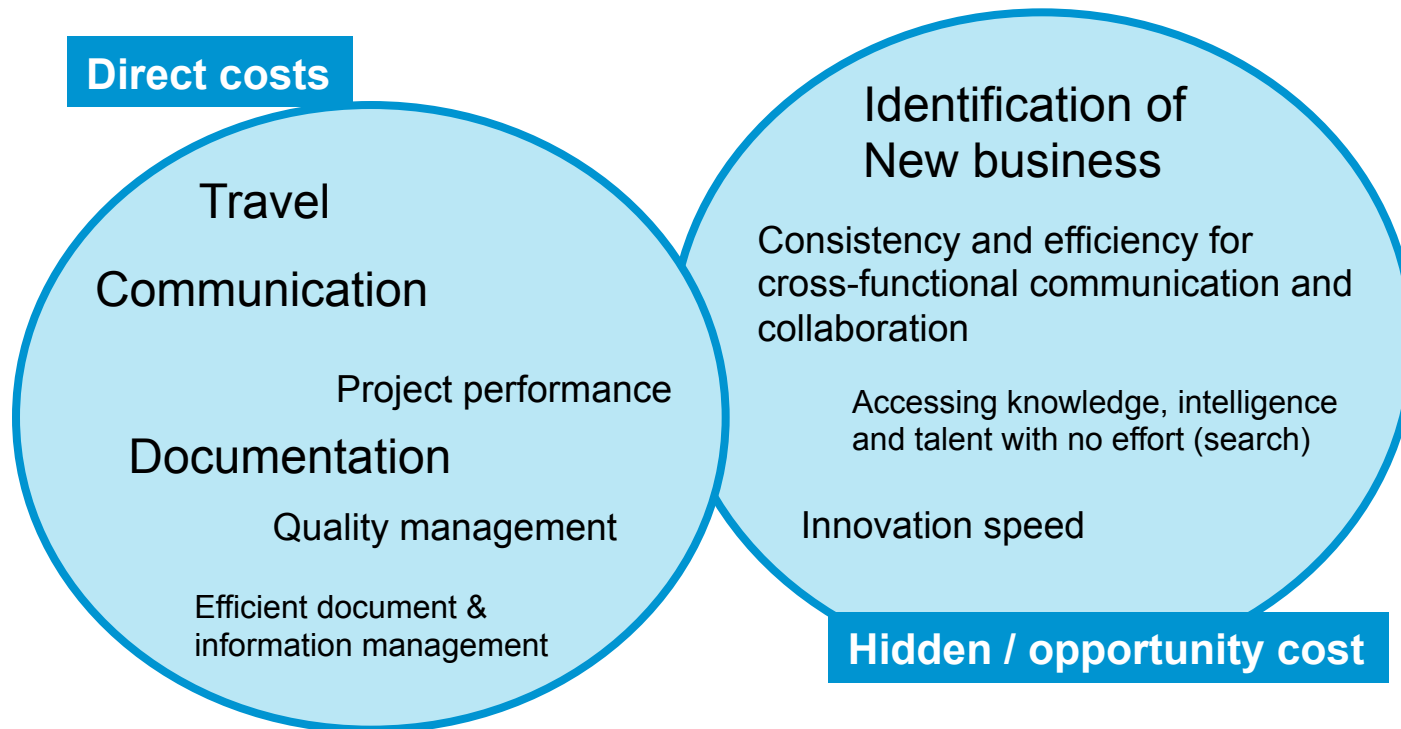 Direct costs
Travel
Communication
Project performance
Documentation
Quality management
Efficient document &
information management
Identification of
New business
Consistency and efficiency for
cross-functional communication and
collaboration
Accessing knowledge, intelligence
and talent with no effort (search)
Innovation speed
Hidden / opportunity cost